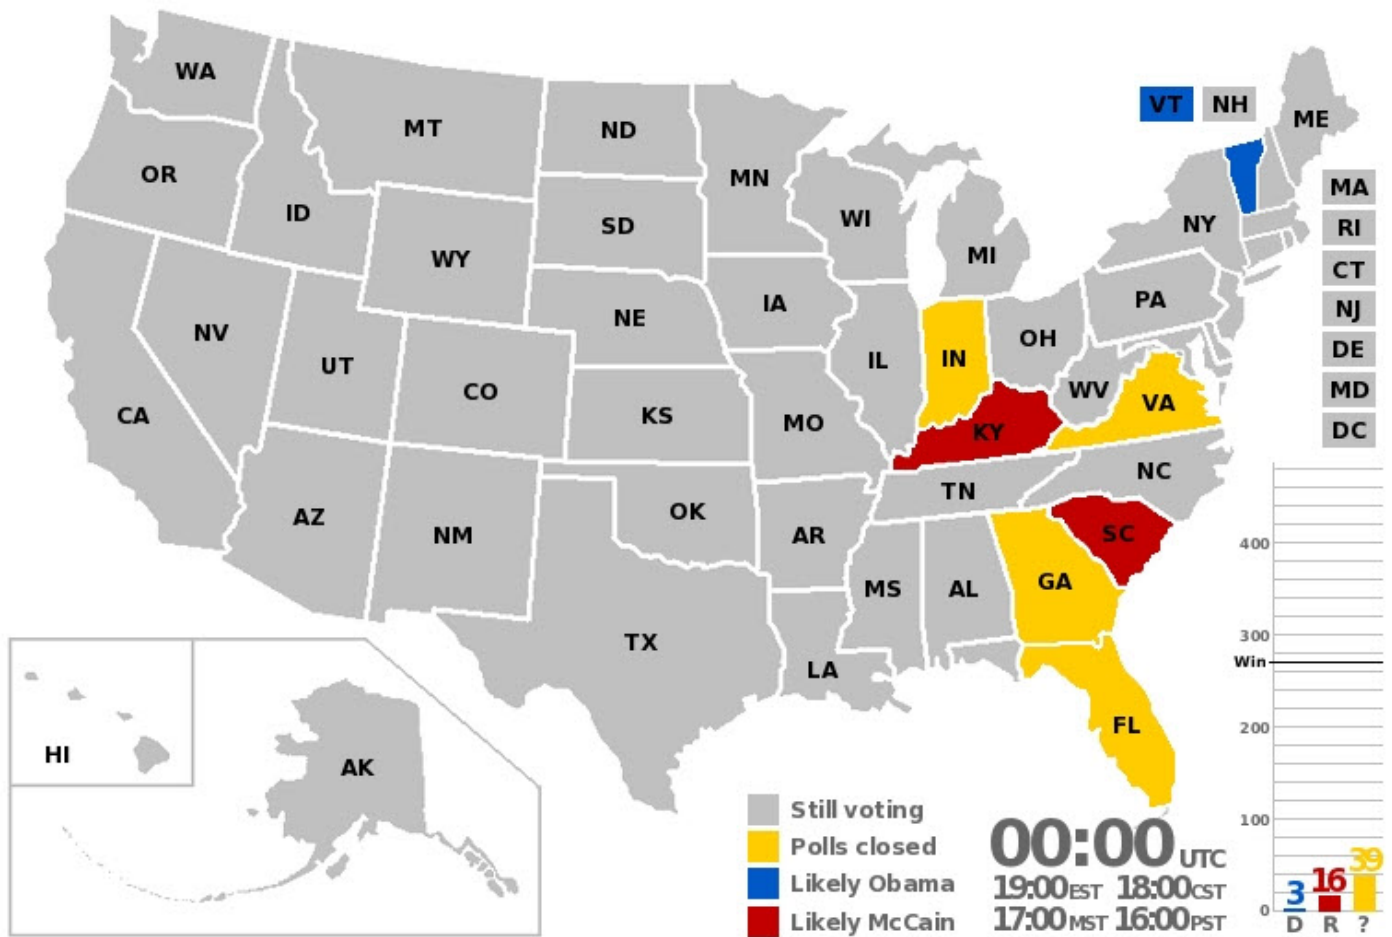 WA
MT
ND
MN
VT NH
ME
OR
ID
SD
WI
MI
NY
MA
RI
WY
CT
NV
NE
IA
PA
NJ
UT
CO
IL
IN
OH
DE
CA
KS
MO
WV
VA
MD
KY
DC
TN
NC
AZ
NM
OK
AR
SC
MS
AL
GA
TX
LA
FL
HI
AK
400
300
Win
200
100
0
Still voting
Polls closed
Likely Obama
Likely McCain
00:00 UTC
19:00 EST 18:00 CST
17:00 MST 16:00 PST
3 16 39
D R ?